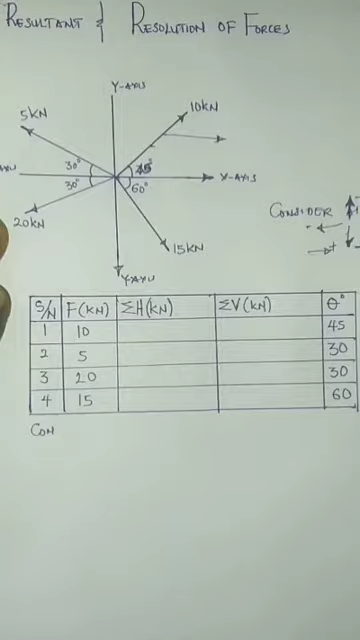 RESULTANT & RESOLUTION OF FORCES
Y-AXIS
5KN
10KN
30°
45°
X-AXIS
30°
60°
20KN
15KN
Y-AXIS
CONSIDER
+
S/N F(KN) ΣH(KN) ΣV(KN) θ°
1 10 45
2 5 30
3 20 30
4 15 60
CON